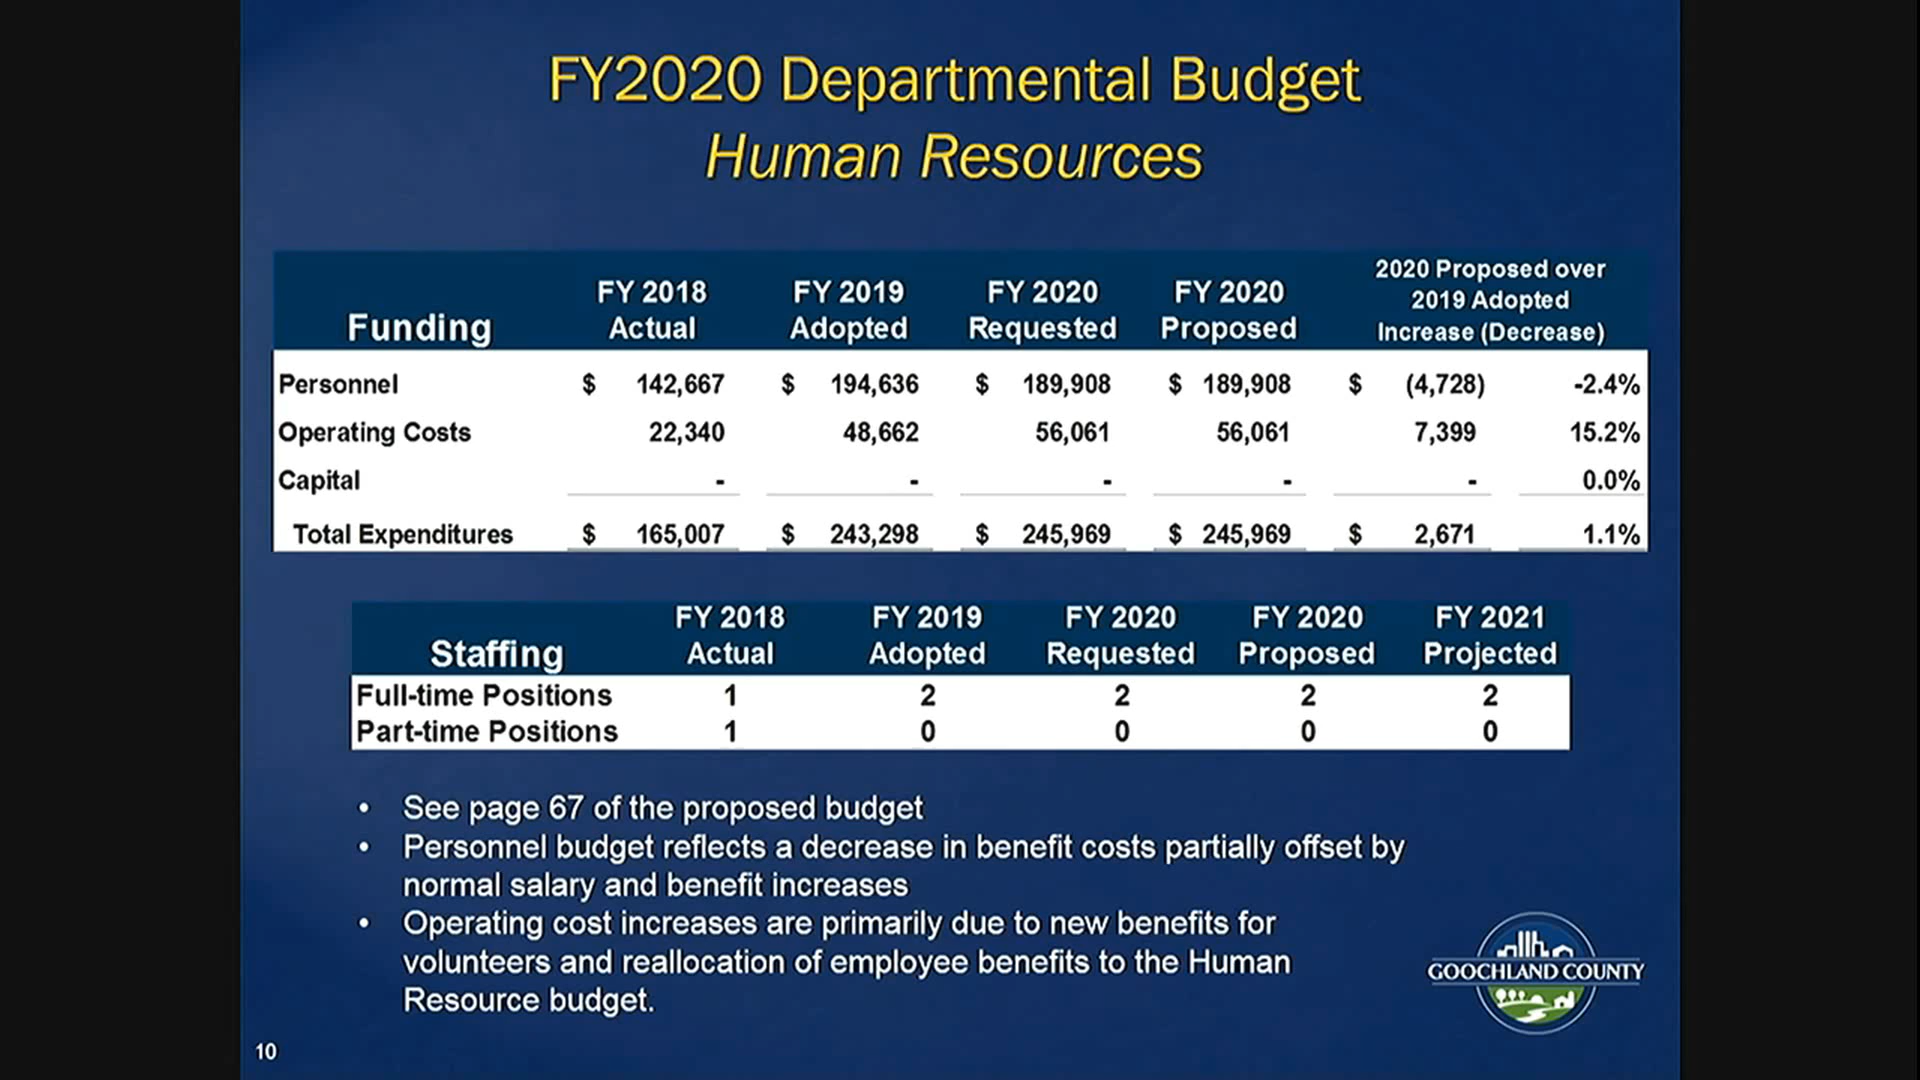 FY2020 Departmental Budget
Human Resources
Funding FY 2018 Actual FY 2019 Adopted FY 2020 Requested FY 2020 Proposed 2020 Proposed over 2019 Adopted Increase (Decrease)
Personnel $ 142,667 $ 194,636 $ 189,908 $ 189,908 $ (4,728) -2.4%
Operating Costs 22,340 48,662 56,061 56,061 7,399 15.2%
Capital - - - - - 0.0%
Total Expenditures $ 165,007 $ 243,298 $ 245,969 $ 245,969 $ 2,671 1.1%
Staffing FY 2018 Actual FY 2019 Adopted FY 2020 Requested FY 2020 Proposed FY 2021 Projected
Full-time Positions 1 2 2 2 2
Part-time Positions 1 0 0 0 0
• See page 67 of the proposed budget
• Personnel budget reflects a decrease in benefit costs partially offset by
normal salary and benefit increases
• Operating cost increases are primarily due to new benefits for
volunteers and reallocation of employee benefits to the Human
Resource budget.
GOOCHLAND COUNTY
10